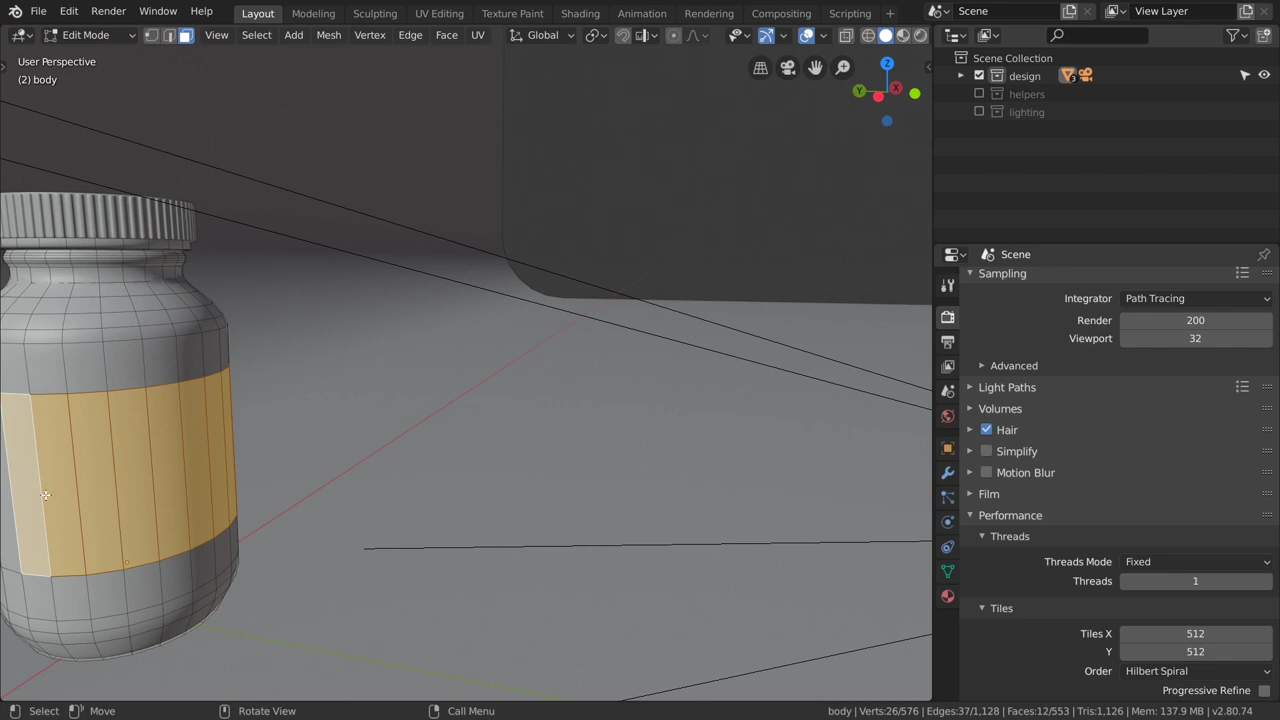 File Edit Render Window Help Layout Modeling Sculpting UV Editing Texture Paint Shading Animation Rendering Compositing Scripting + Scene View Layer
Edit Mode View Select Add Mesh Vertex Edge Face UV Global
User Perspective
(2) body
Z
Y
X
Scene Collection
design 3
helpers
lighting
Scene
Sampling
Integrator Path Tracing
Render 200
Viewport 32
Advanced
Light Paths
Volumes
Hair
Simplify
Motion Blur
Film
Performance
Threads
Threads Mode Fixed
Threads 1
Tiles
Tiles X 512
Y 512
Order Hilbert Spiral
Progressive Refine
Select Move Rotate View Call Menu body | Verts:26/576 | Edges:37/1,128 | Faces:12/553 | Tris:1,126 | Mem: 137.9 MB | v2.80.74